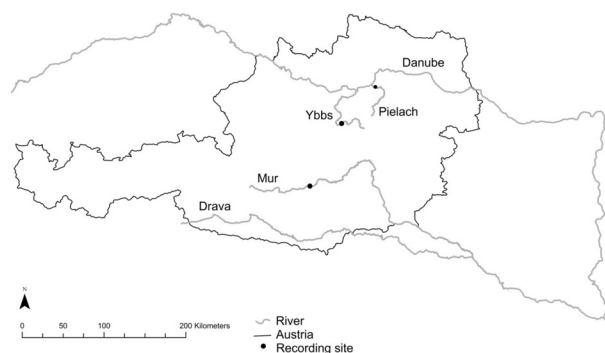 Danube
Ybbs
Pielach
Mur
Drava
N
0 50 100 200 Kilometers
River
Austria
Recording site